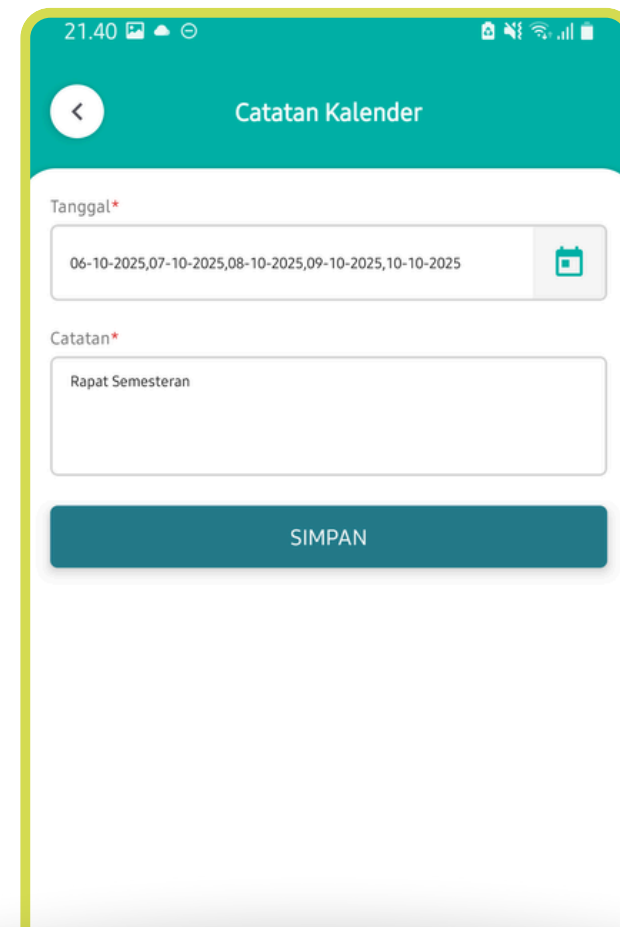 21.40
Catatan Kalender
Tanggal*
06-10-2025,07-10-2025,08-10-2025,09-10-2025,10-10-2025
Catatan*
Rapat Semesteran
SIMPAN